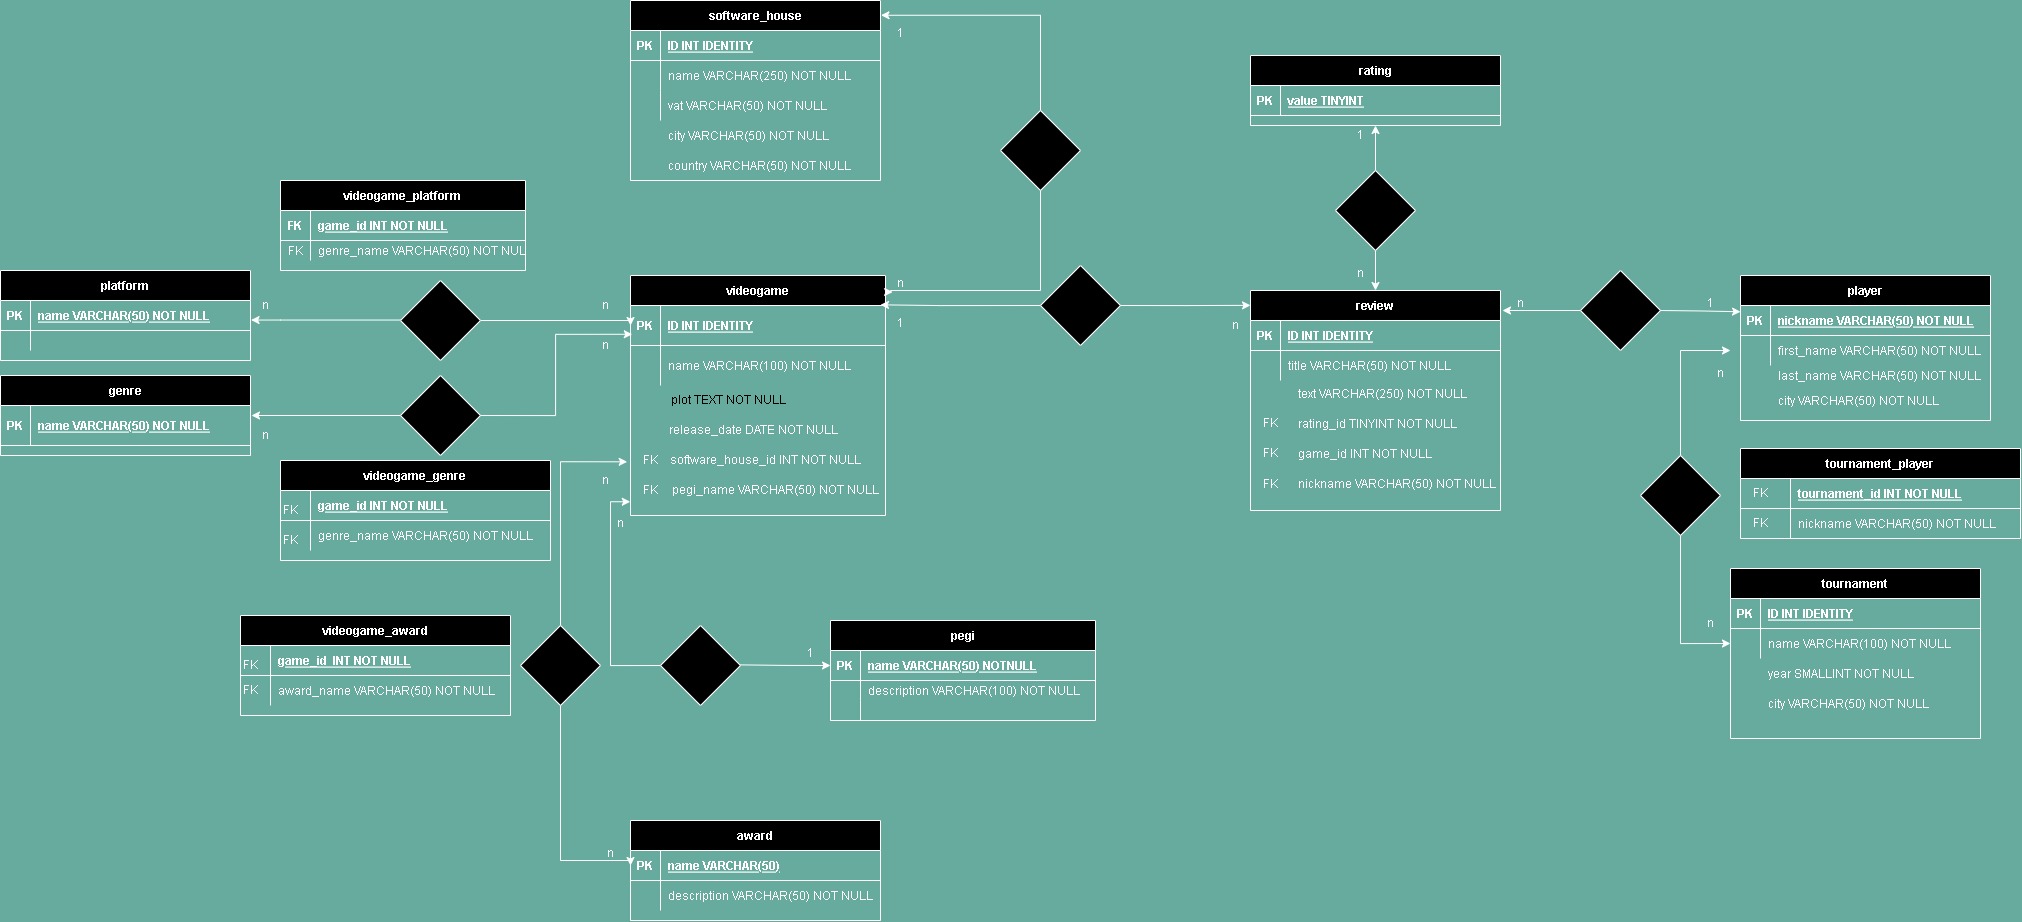 software_house
PK ID INT IDENTITY
name VARCHAR(250) NOT NULL
vat VARCHAR(50) NOT NULL
city VARCHAR(50) NOT NULL
country VARCHAR(50) NOT NULL
1
n
rating
PK value TINYINT
1
n
videogame_platform
FK game_id INT NOT NULL
FK genre_name VARCHAR(50) NOT NUL
platform
PK name VARCHAR(50) NOT NULL
n
n
genre
PK name VARCHAR(50) NOT NULL
n
n
videogame
PK ID INT IDENTITY
name VARCHAR(100) NOT NULL
plot TEXT NOT NULL
release_date DATE NOT NULL
FK software_house_id INT NOT NULL
FK pegi_name VARCHAR(50) NOT NULL
1
n
review
PK ID INT IDENTITY
title VARCHAR(50) NOT NULL
text VARCHAR(250) NOT NULL
FK rating_id TINYINT NOT NULL
FK game_id INT NOT NULL
FK nickname VARCHAR(50) NOT NULL
n
1
player
PK nickname VARCHAR(50) NOT NULL
first_name VARCHAR(50) NOT NULL
last_name VARCHAR(50) NOT NULL
city VARCHAR(50) NOT NULL
n
tournament_player
FK tournament_id INT NOT NULL
FK nickname VARCHAR(50) NOT NULL
tournament
PK ID INT IDENTITY
name VARCHAR(100) NOT NULL
year SMALLINT NOT NULL
city VARCHAR(50) NOT NULL
n
videogame_genre
FK game_id INT NOT NULL
FK genre_name VARCHAR(50) NOT NULL
n
n
videogame_award
FK game_id INT NOT NULL
FK award_name VARCHAR(50) NOT NULL
1
pegi
PK name VARCHAR(50) NOTNULL
description VARCHAR(100) NOT NULL
n
award
PK name VARCHAR(50)
description VARCHAR(50) NOT NULL